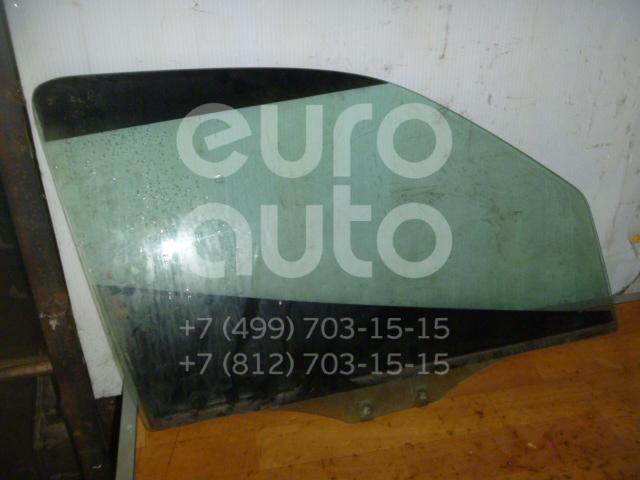 euro
auto
+7 (499) 703-15-15
+7 (812) 703-15-15